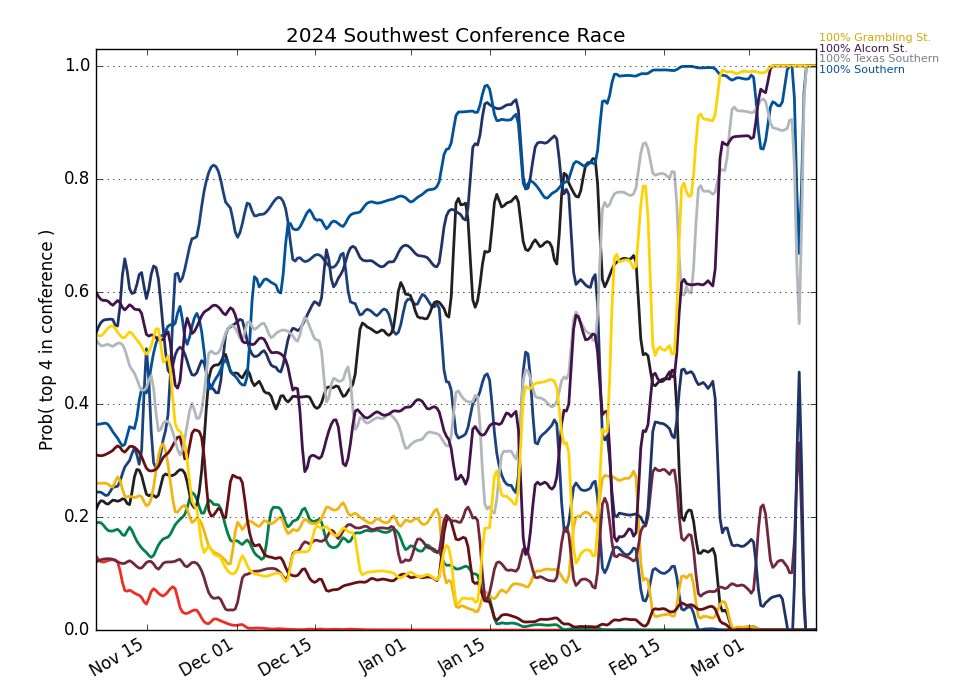 2024 Southwest Conference Race
100% Grambling St.
100% Alcorn St.
100% Texas Southern
100% Southern
Prob( top 4 in conference )
1.0
0.8
0.6
0.4
0.2
0.0
Nov 15
Dec 01
Dec 15
Jan 01
Jan 15
Feb 01
Feb 15
Mar 01